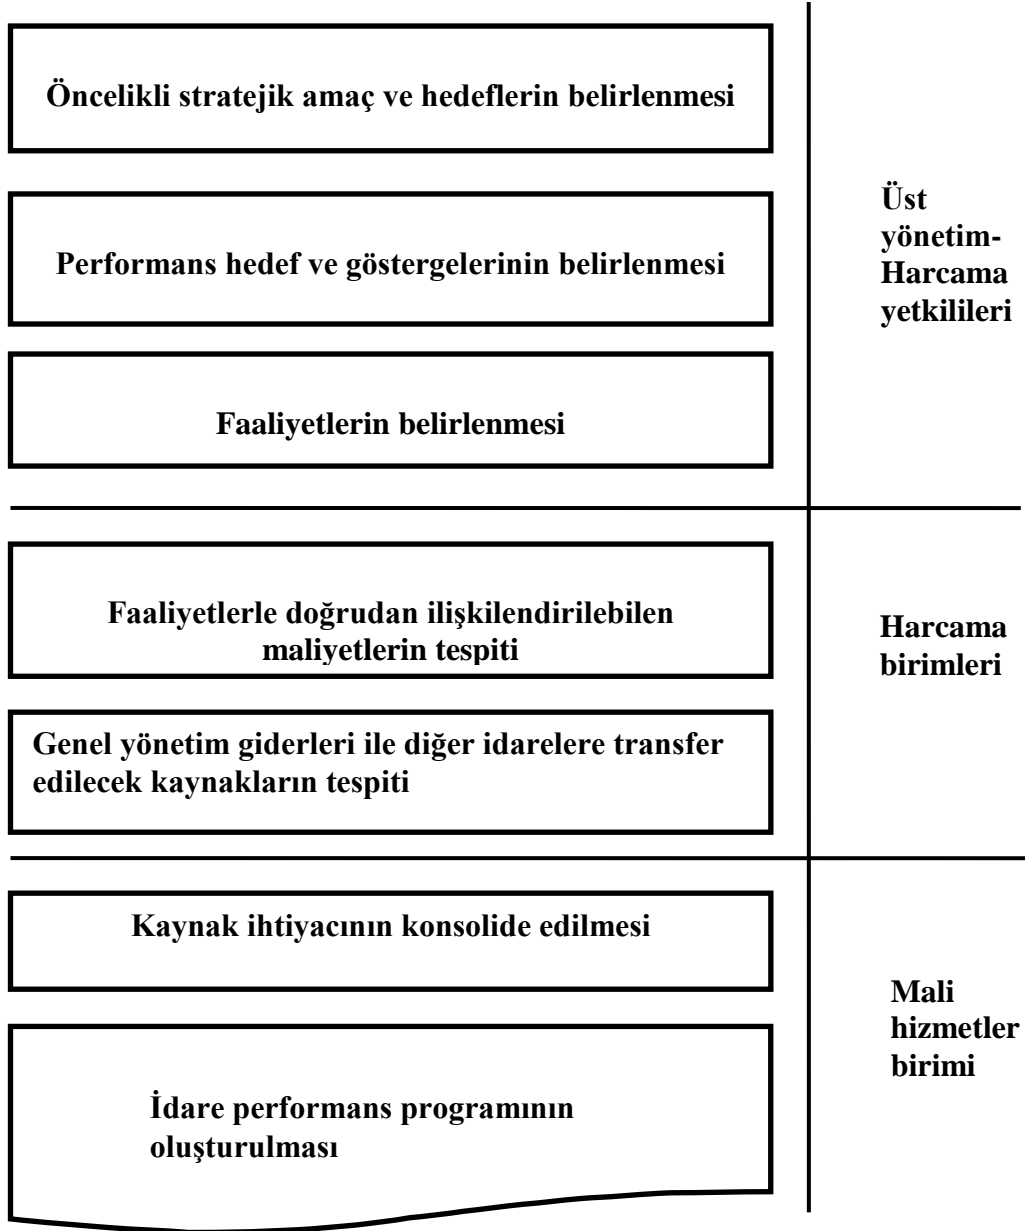 Öncelikli stratejik amaç ve hedeflerin belirlenmesi
Performans hedef ve göstergelerinin belirlenmesi
Faaliyetlerin belirlenmesi
Üst
yönetim-
Harcama
yetkilileri
Faaliyetlerle doğrudan ilişkilendirilebilen
maliyetlerin tespiti
Genel yönetim giderleri ile diğer idarelere transfer
edilecek kaynakların tespiti
Harcama
birimleri
Kaynak ihtiyacının konsolide edilmesi
İdare performans programının
oluşturulması
Mali
hizmetler
birimi